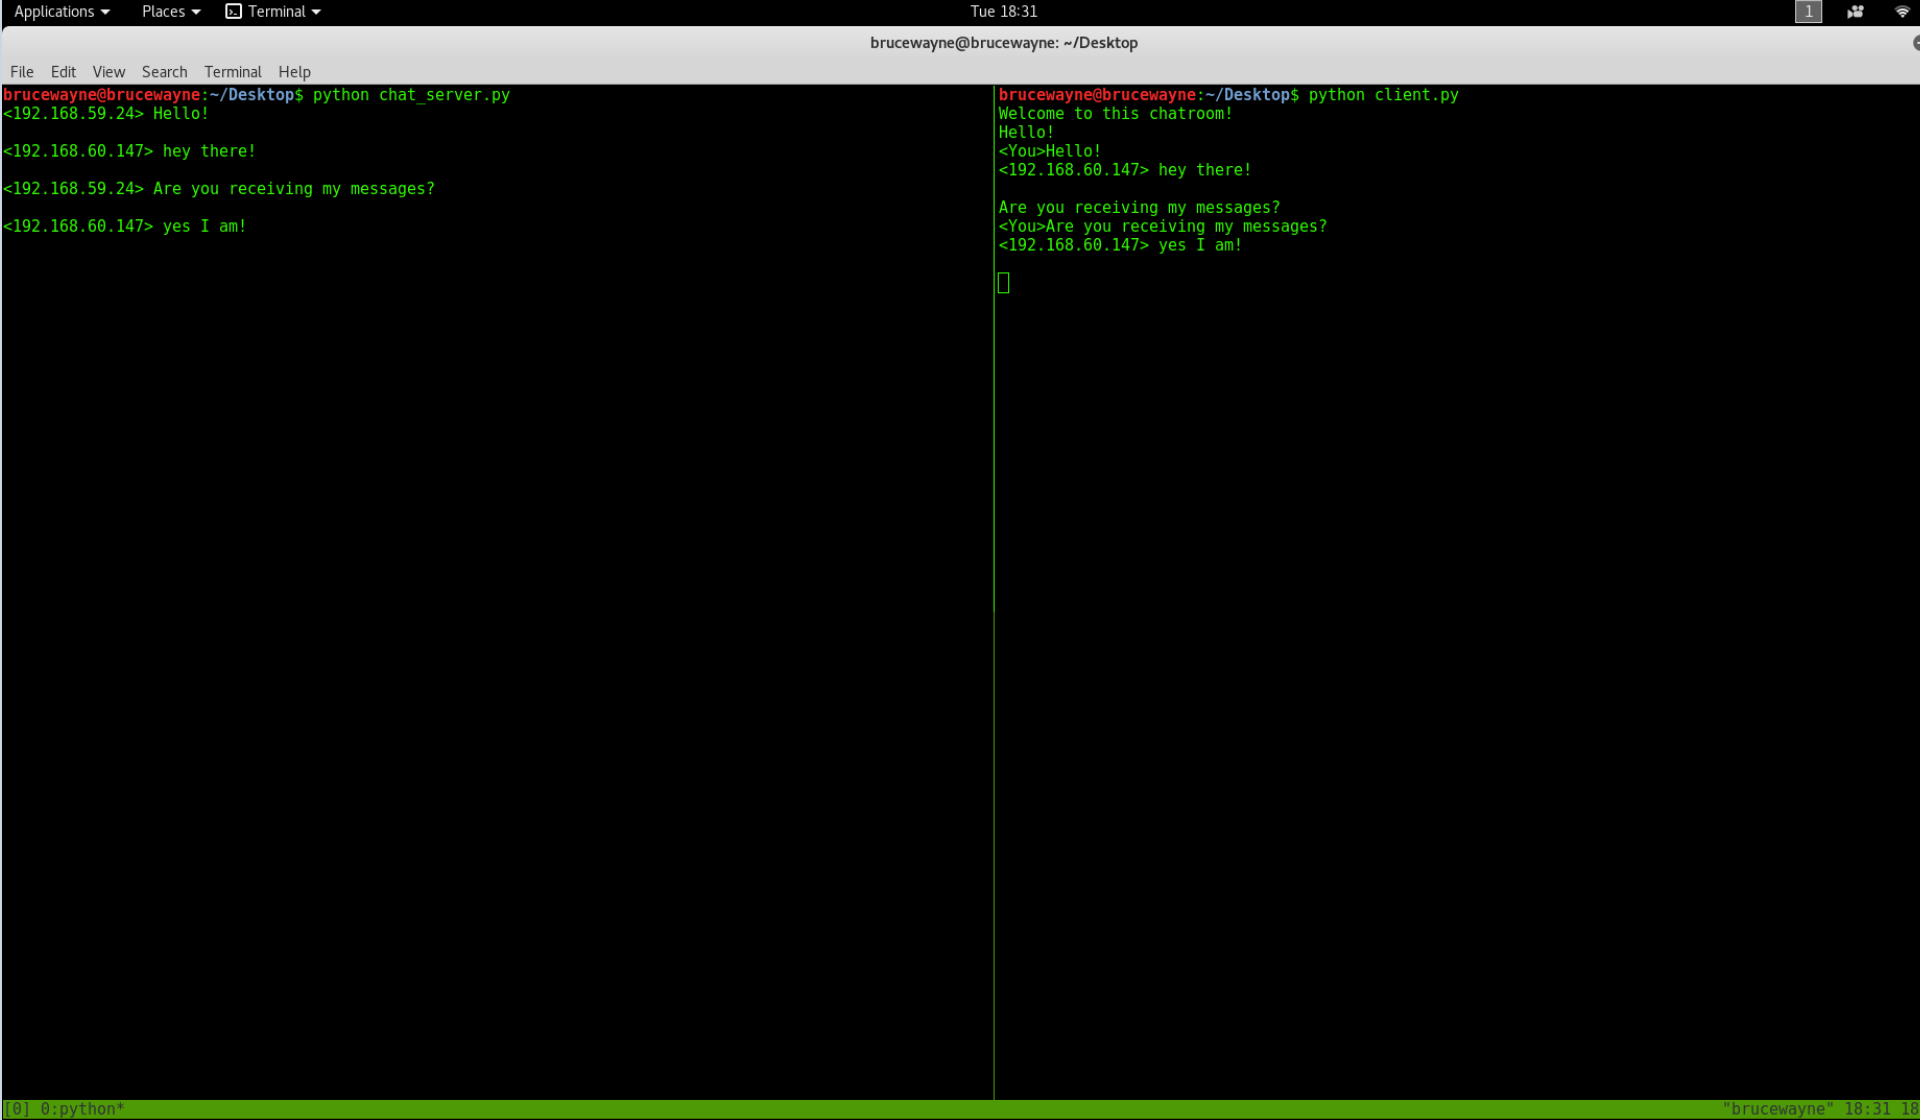 Applications Places Terminal Tue 18:31 1
brucewayne@brucewayne: ~/Desktop
File Edit View Search Terminal Help
brucewayne@brucewayne:~/Desktop$ python chat_server.py
<192.168.59.24> Hello!
<192.168.60.147> hey there!
<192.168.59.24> Are you receiving my messages?
<192.168.60.147> yes I am!
brucewayne@brucewayne:~/Desktop$ python client.py
Welcome to this chatroom!
Hello!
<You>Hello!
<192.168.60.147> hey there!
Are you receiving my messages?
<You>Are you receiving my messages?
<192.168.60.147> yes I am!
[0] 0:python* "brucewayne" 18:31 18